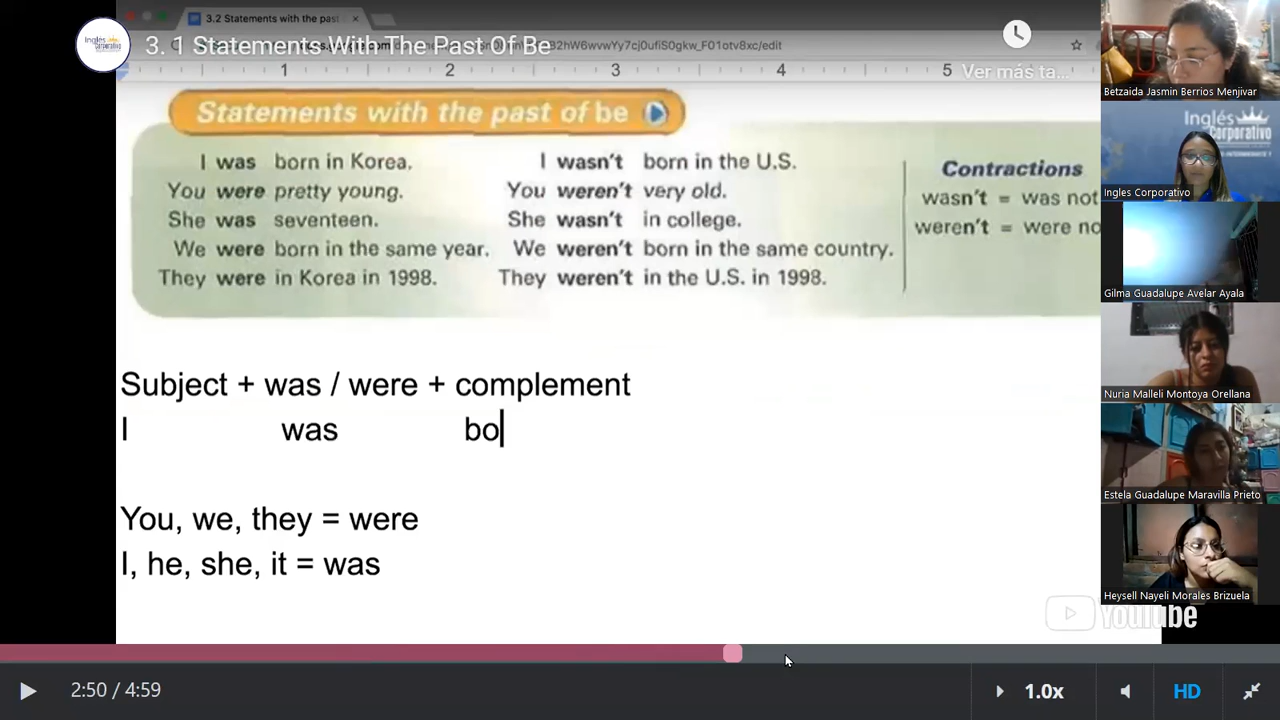 3.2 Statements with the past
3. 1 Statements With The Past Of Be
1 2 3 4 5
Ver más ta...
Statements with the past of be
I was born in Korea. I wasn't born in the U.S.
You were pretty young. You weren't very old.
She was seventeen. She wasn't in college.
We were born in the same year. We weren't born in the same country.
They were in Korea in 1998. They weren't in the U.S. in 1998.
Contractions
wasn't = was not
weren't = were no
Subject + was / were + complement
I was bo
You, we, they = were
I, he, she, it = was
Betzaida Jasmin Berrios Menjivar
Inglés
Corporativo
Ingles Corporativo
Gilma Guadalupe Avelar Ayala
Nuria Malleli Montoya Orellana
Estela Guadalupe Maravilla Prieto
Heysell Nayeli Morales Brizuela
YouTube
2:50 / 4:59
1.0x
HD